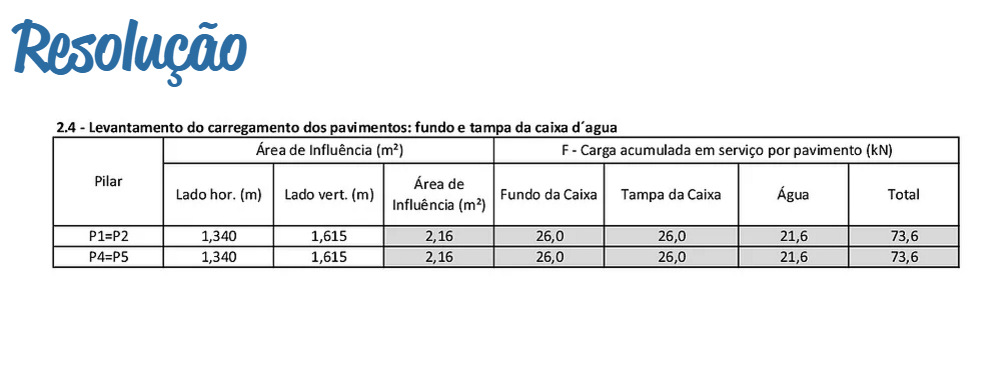 Resolução
2.4 - Levantamento do carregamento dos pavimentos: fundo e tampa da caixa d´agua
Pilar Área de Influência (m²) F - Carga acumulada em serviço por pavimento (kN)
Lado hor. (m) Lado vert. (m) Área de Influência (m²) Fundo da Caixa Tampa da Caixa Água Total
P1=P2 1,340 1,615 2,16 26,0 26,0 21,6 73,6
P4=P5 1,340 1,615 2,16 26,0 26,0 21,6 73,6